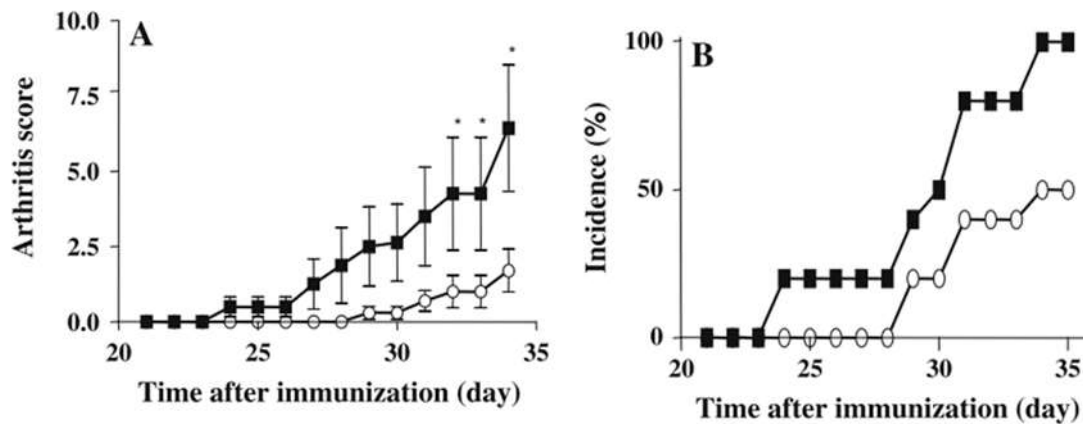 A
10.0
7.5
5.0
2.5
0.0
20 25 30 35
Arthritis score
Time after immunization (day)
* * *
B
100
50
0
20 25 30 35
Incidence (%)
Time after immunization (day)